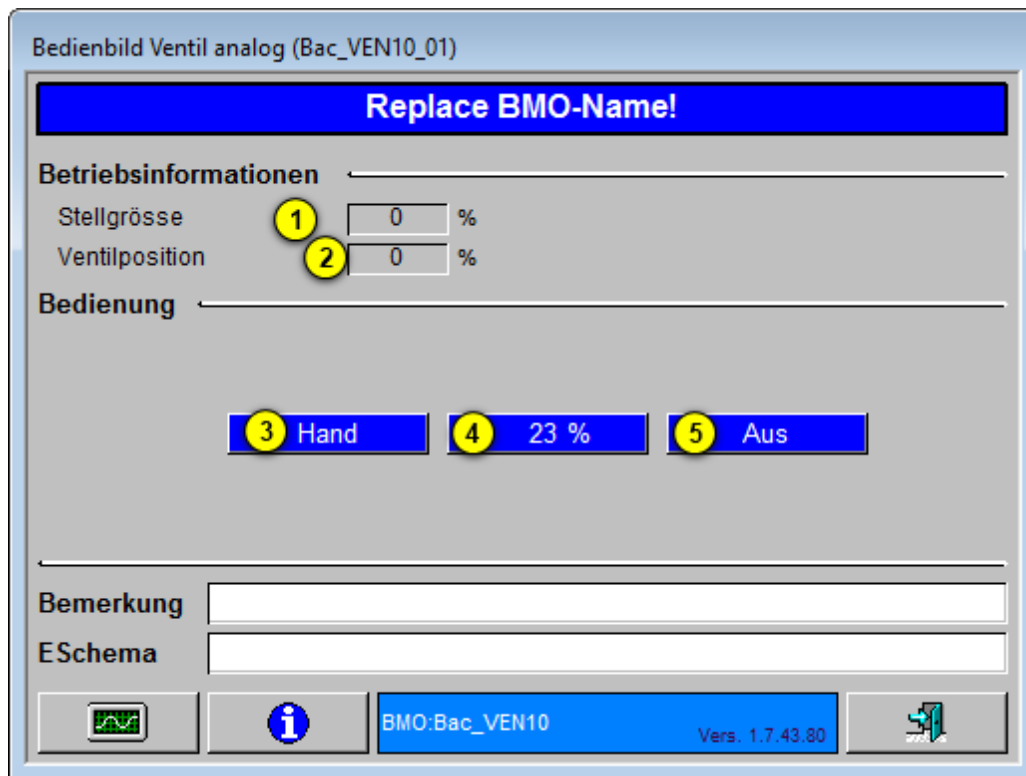 Bedienbild Ventil analog (Bac_VEN10_01)
Replace BMO-Name!
Betriebsinformationen
Stellgrösse 1 0 %
Ventilposition 2 0 %
Bedienung
3 Hand 4 23 % 5 Aus
Bemerkung
ESchema
i BMO:Bac_VEN10 Vers. 1.7.43.80